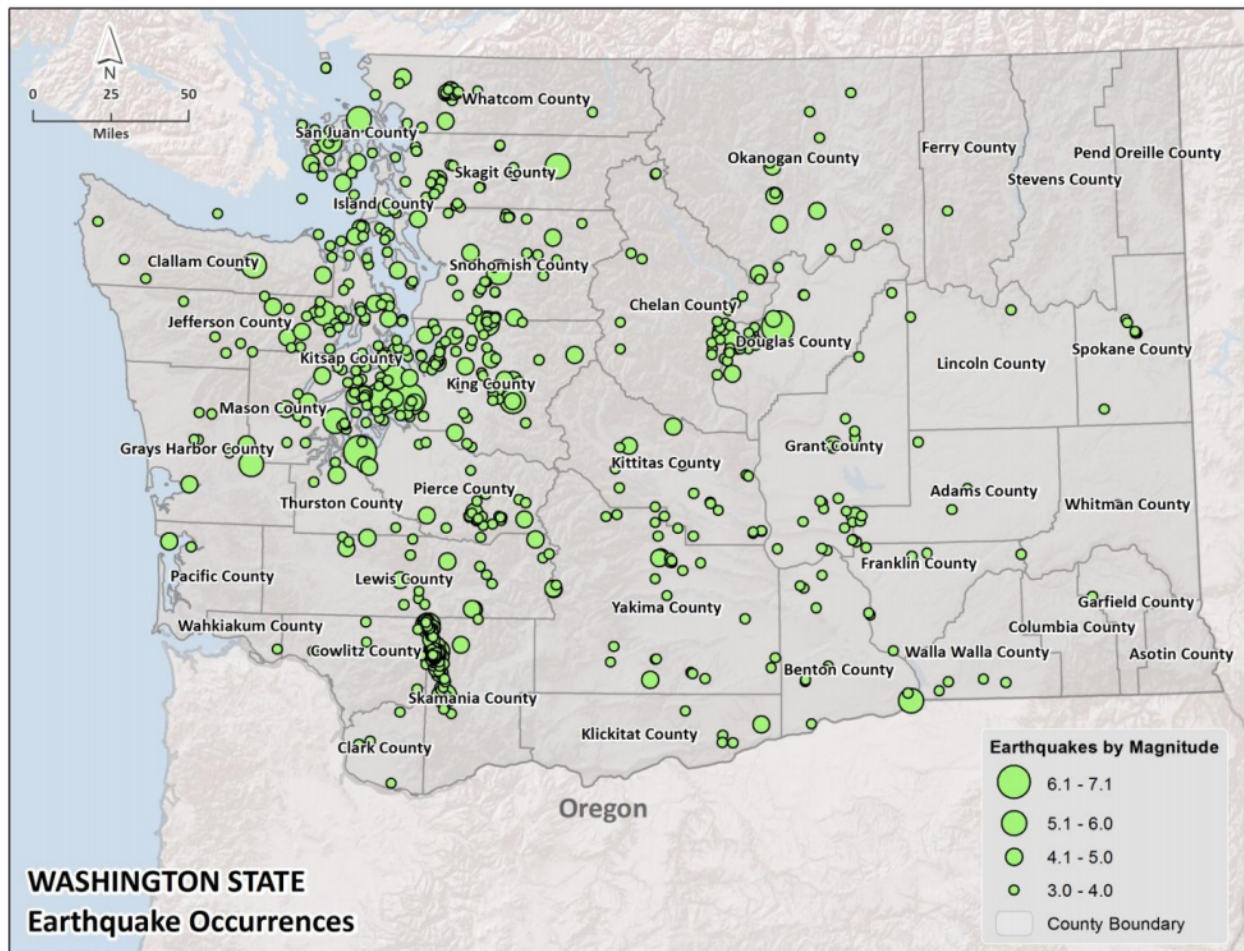 N
0 25 50
Miles
Whatcom County
San Juan County
Okanogan County
Ferry County
Pend Oreille County
Skagit County
Stevens County
Island County
Clallam County
Snohomish County
Chelan County
Jefferson County
Douglas County
Spokane County
Kitsap County
Lincoln County
King County
Mason County
Grays Harbor County
Grant County
Kittitas County
Pierce County
Adams County
Thurston County
Whitman County
Franklin County
Pacific County
Lewis County
Yakima County
Garfield County
Wahkiakum County
Columbia County
Cowlitz County
Walla Walla County
Asotin County
Benton County
Skamania County
Klickitat County
Clark County
Oregon
Earthquakes by Magnitude
6.1 - 7.1
5.1 - 6.0
4.1 - 5.0
3.0 - 4.0
County Boundary
WASHINGTON STATE
Earthquake Occurrences